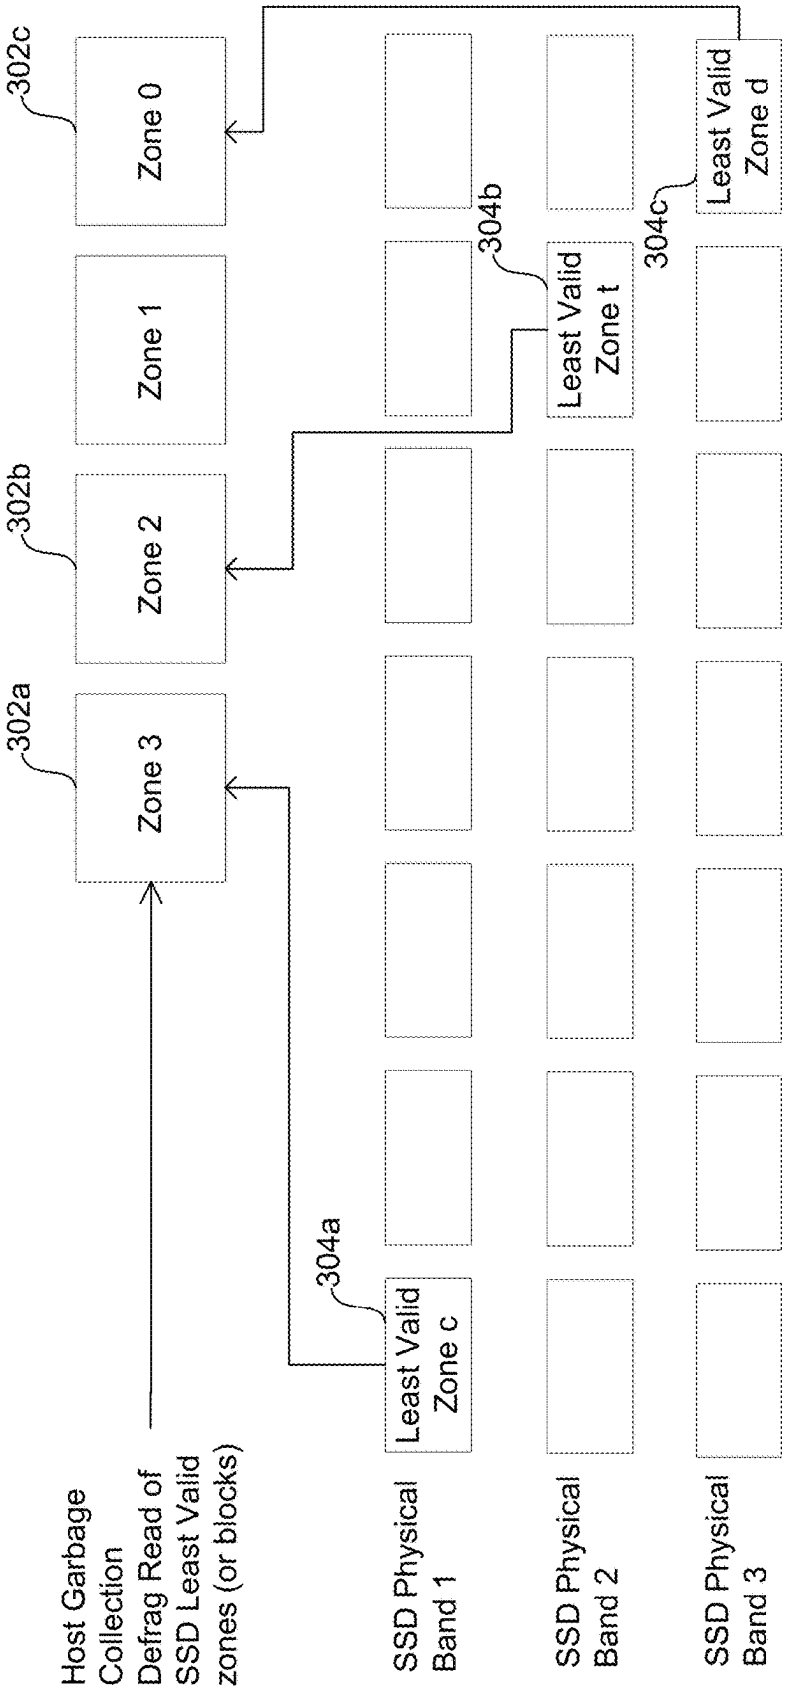 Host Garbage
Collection
Defrag Read of
SSD Least Valid
zones (or blocks)
302a
Zone 3
302b
Zone 2
Zone 1
302c
Zone 0
SSD Physical
Band 1
304a
Least Valid
Zone c
SSD Physical
Band 2
304b
Least Valid
Zone t
SSD Physical
Band 3
304c
Least Valid
Zone d